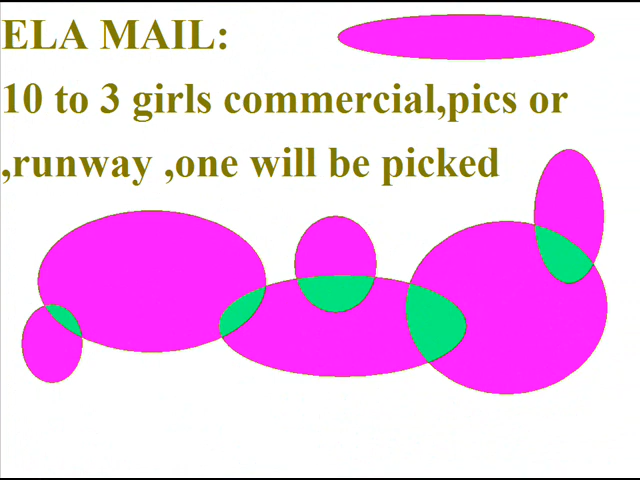 ELA MAIL:
10 to 3 girls commercial,pics or
,runway ,one will be picked